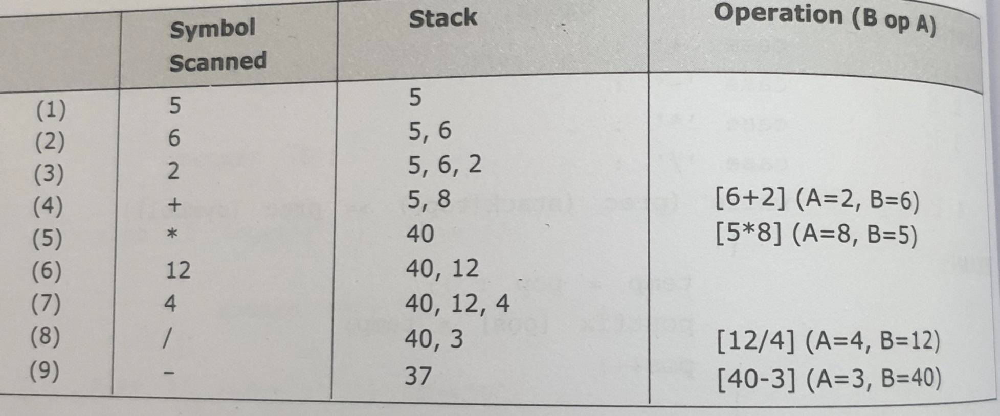 Symbol Scanned | Stack | Operation (B op A)
(1) 5 5
(2) 6 5, 6
(3) 2 5, 6, 2
(4) + 5, 8 [6+2] (A=2, B=6)
(5) * 40 [5*8] (A=8, B=5)
(6) 12 40, 12
(7) 4 40, 12, 4
(8) / 40, 3 [12/4] (A=4, B=12)
(9) – 37 [40-3] (A=3, B=40)